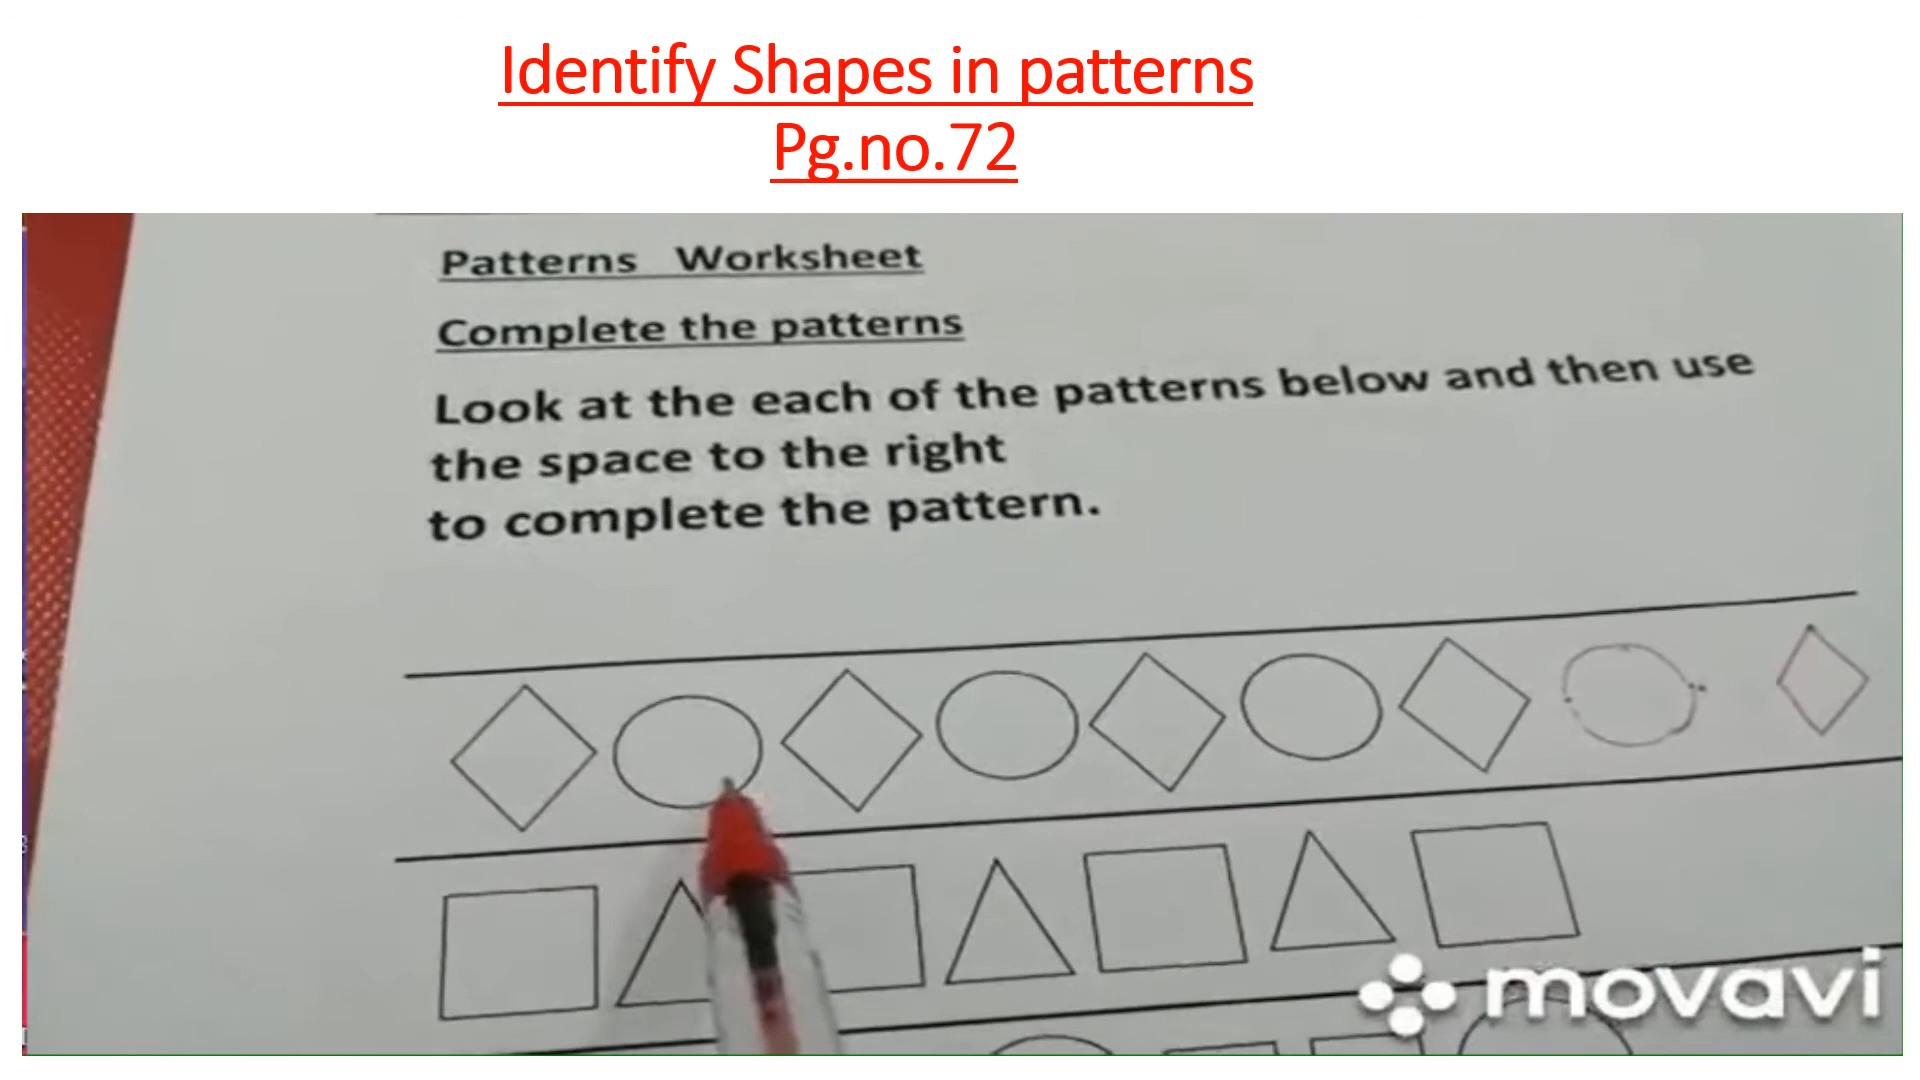 Identify Shapes in patterns
Pg.no.72
Patterns Worksheet
Complete the patterns
Look at the each of the patterns below and then use
the space to the right
to complete the pattern.
movavi